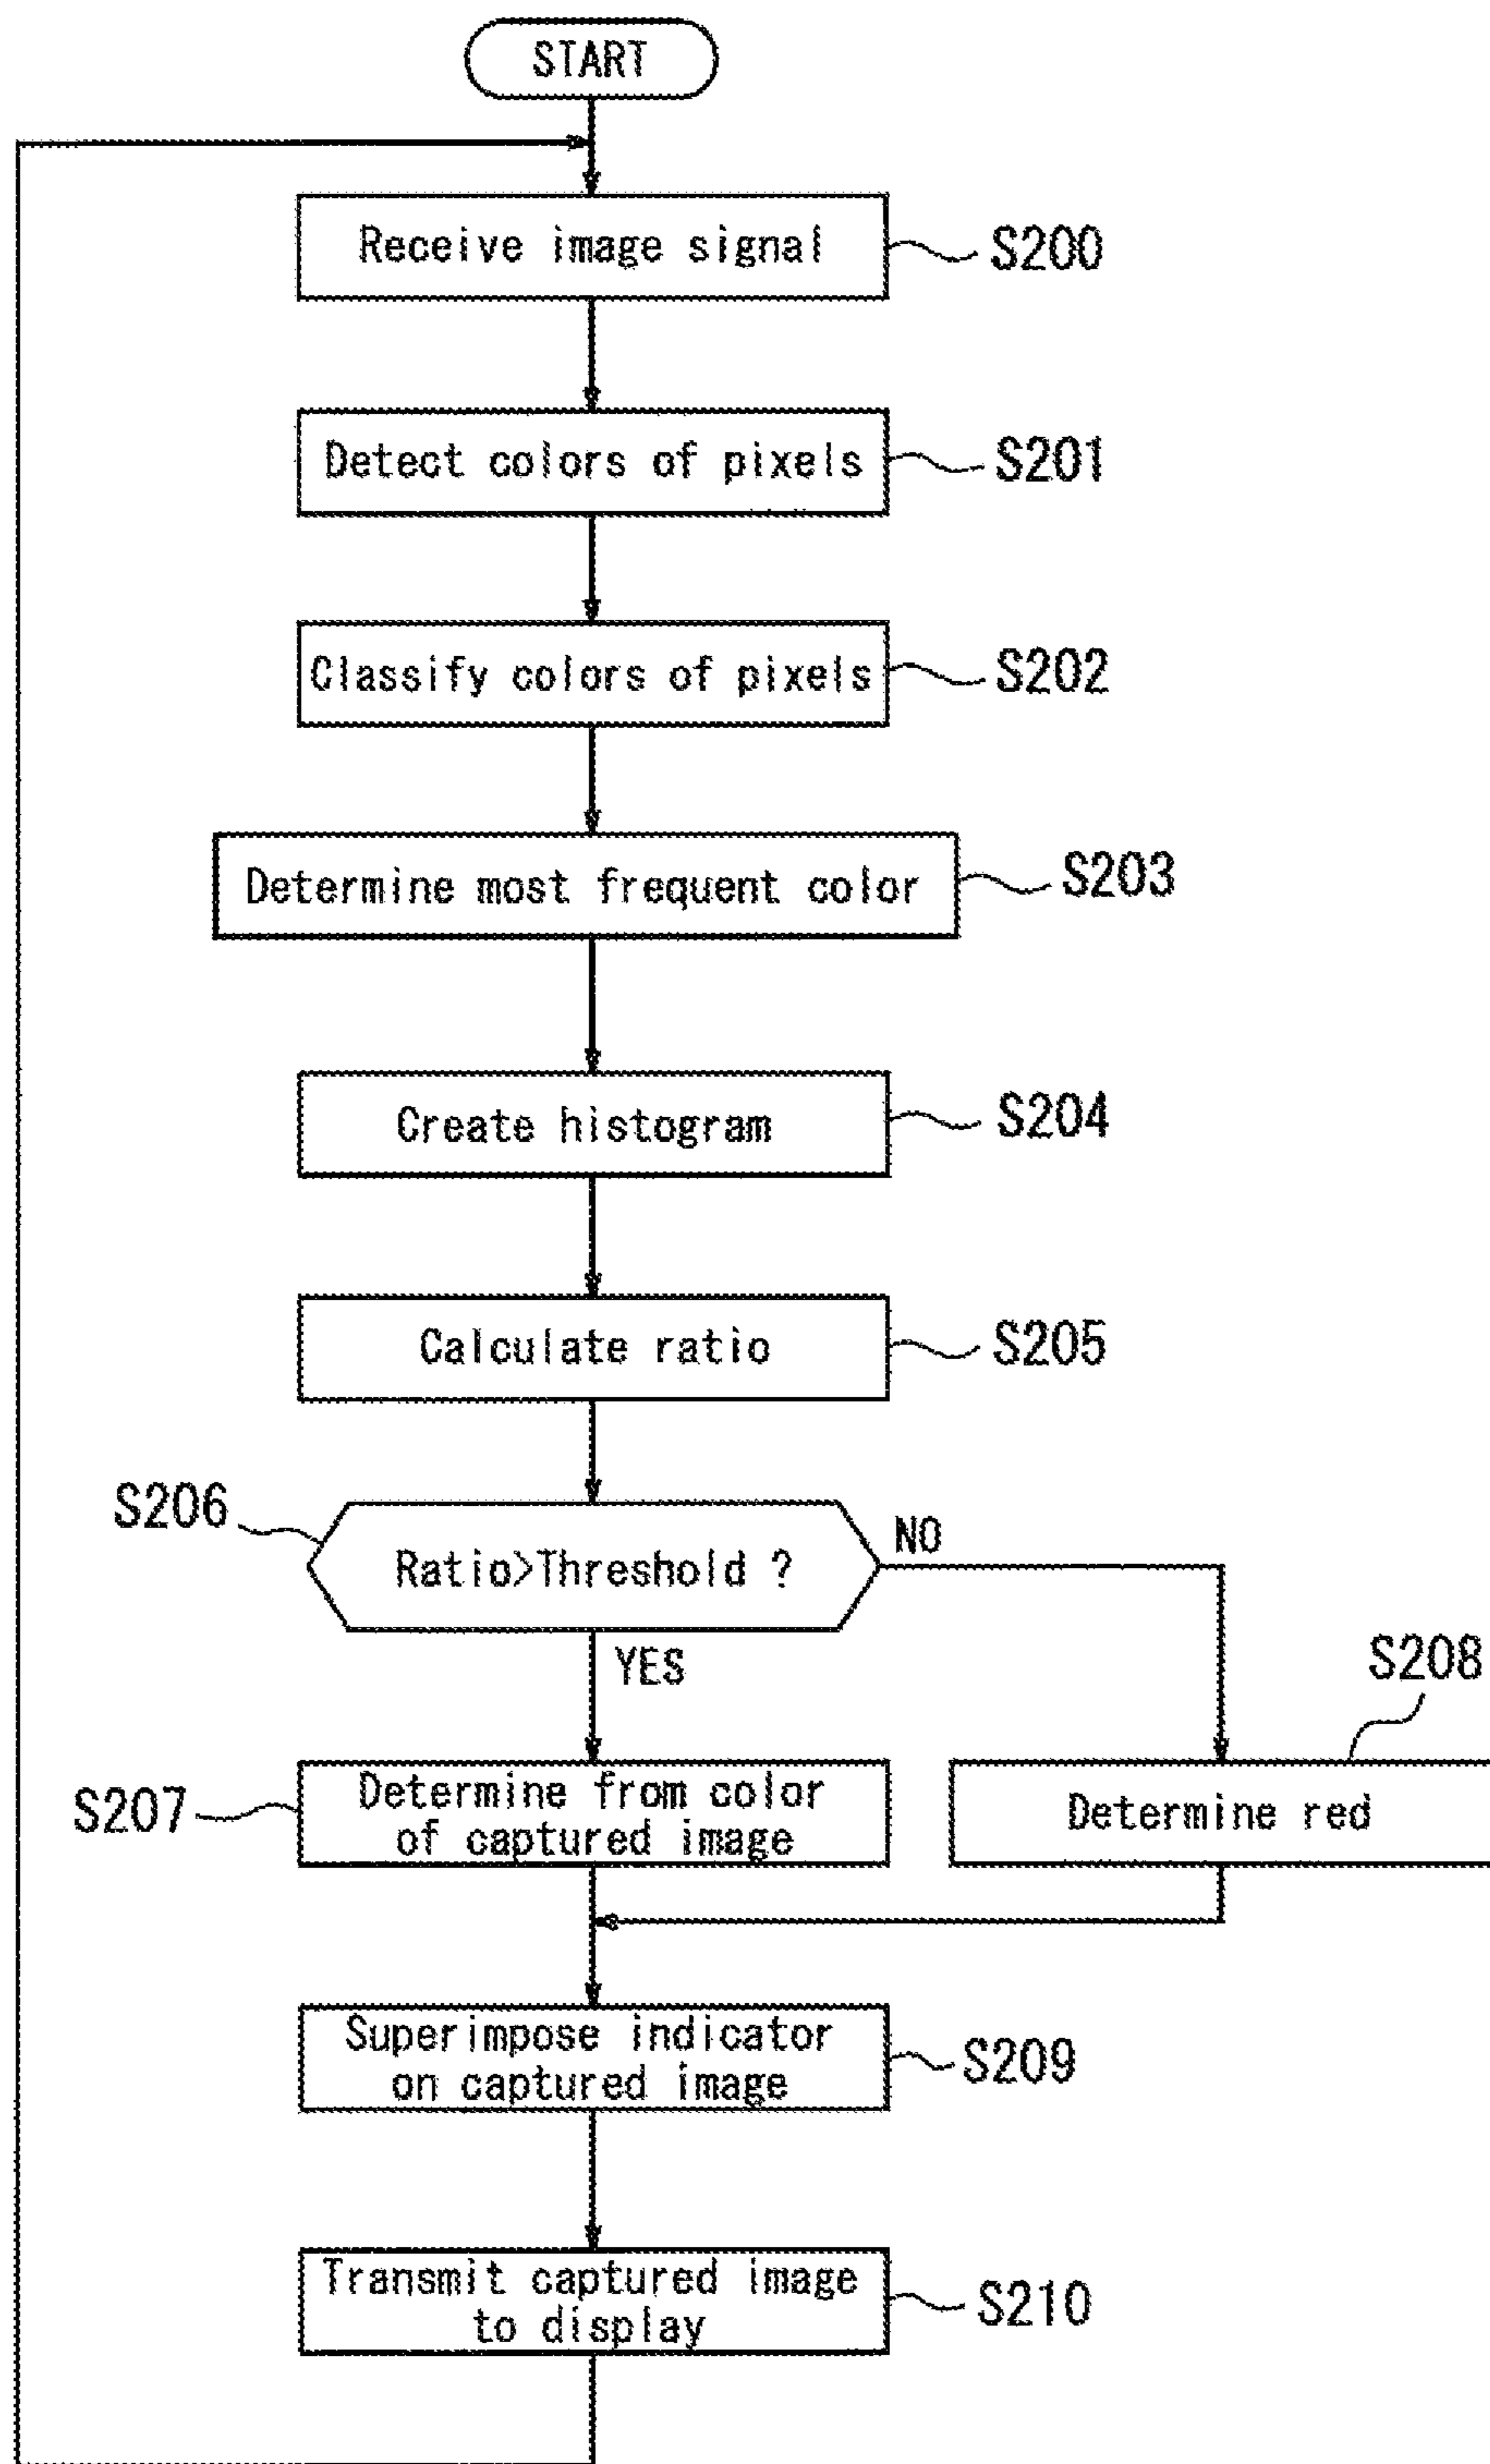 START
Receive image signal
S200
Detect colors of pixels
S201
Classify colors of pixels
S202
Determine most frequent color
S203
Create histogram
S204
Calculate ratio
S205
S206
Ratio>Threshold ?
NO
YES
S208
S207
Determine from color
of captured image
Determine red
Superimpose indicator
on captured image
S209
Transmit captured image
to display
S210